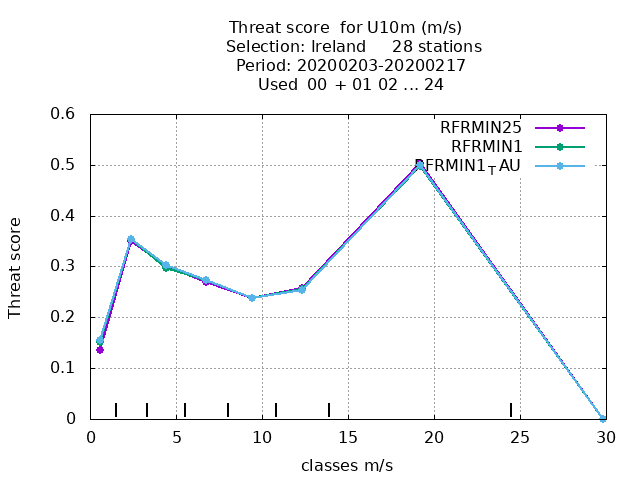 Threat score for U10m (m/s)
Selection: Ireland 28 stations
Period: 20200203-20200217
Used 00 + 01 02 ... 24
0.6
RFRMIN25
RFRMIN1
0.5
RFRMIN1TAU
0.4
Threat score
0.3
0.2
0.1
0
0 5 10 15 20 25 30
classes m/s